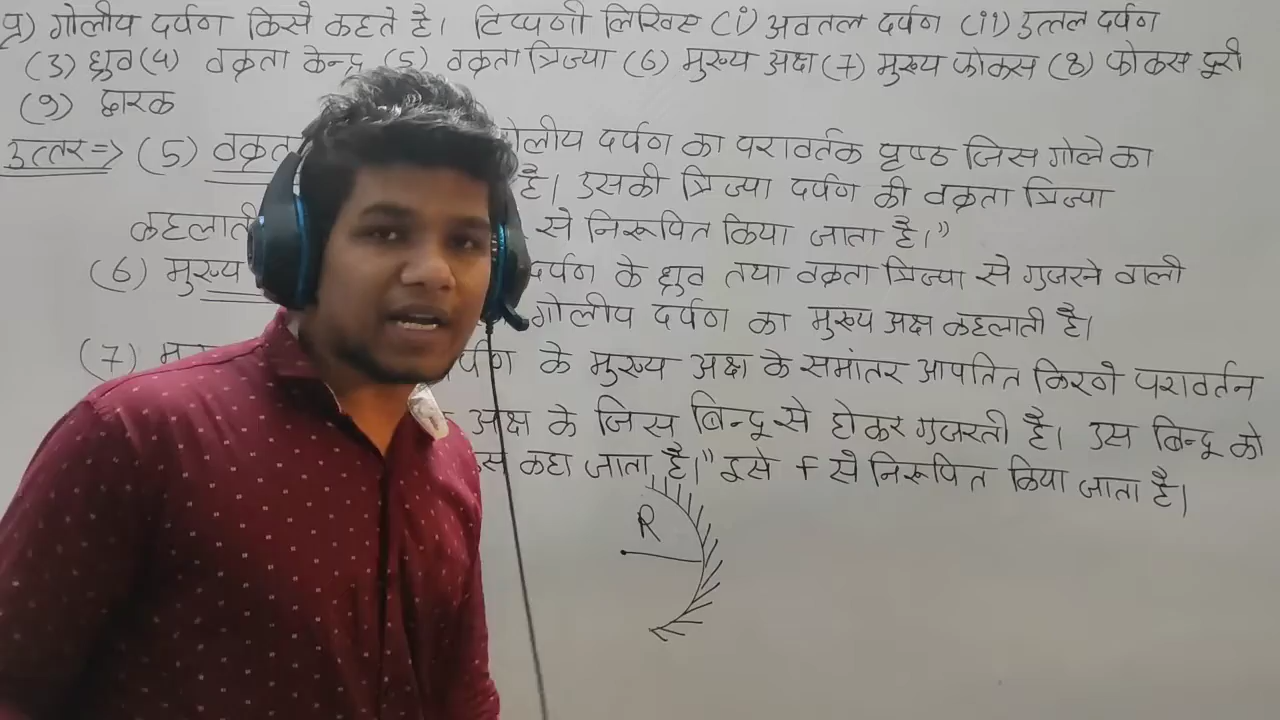 प्र) गोलीय दर्पण किसे कहते है। टिप्पणी लिखिए (i) अवतल दर्पण (ii) उत्तल दर्पण
(3) ध्रुव (4) वक्रता केन्द्र (5) वक्रता त्रिज्या (6) मुख्य अक्ष (7) मुख्य फोकस (8) फोकस दूरी
(9) द्वारक
उत्तर=> (5) गोलीय दर्पण का परावर्तक पृष्ठ जिस गोले का
है। उसकी त्रिज्या दर्पण की वक्रता त्रिज्या
से निरूपित किया जाता है।”
(6) मुख्य दर्पण के ध्रुव तथा वक्रता त्रिज्या से गुजरने वाली
गोलीय दर्पण का मुख्य अक्ष कहलाती है।
(7) के मुख्य अक्ष के समांतर आपतित किरणे परावर्तन
अक्ष के जिस बिन्दू से होकर गुजरती है। उस बिन्दू को
कहा जाता है।” इसे f से निरूपित किया जाता है।
R